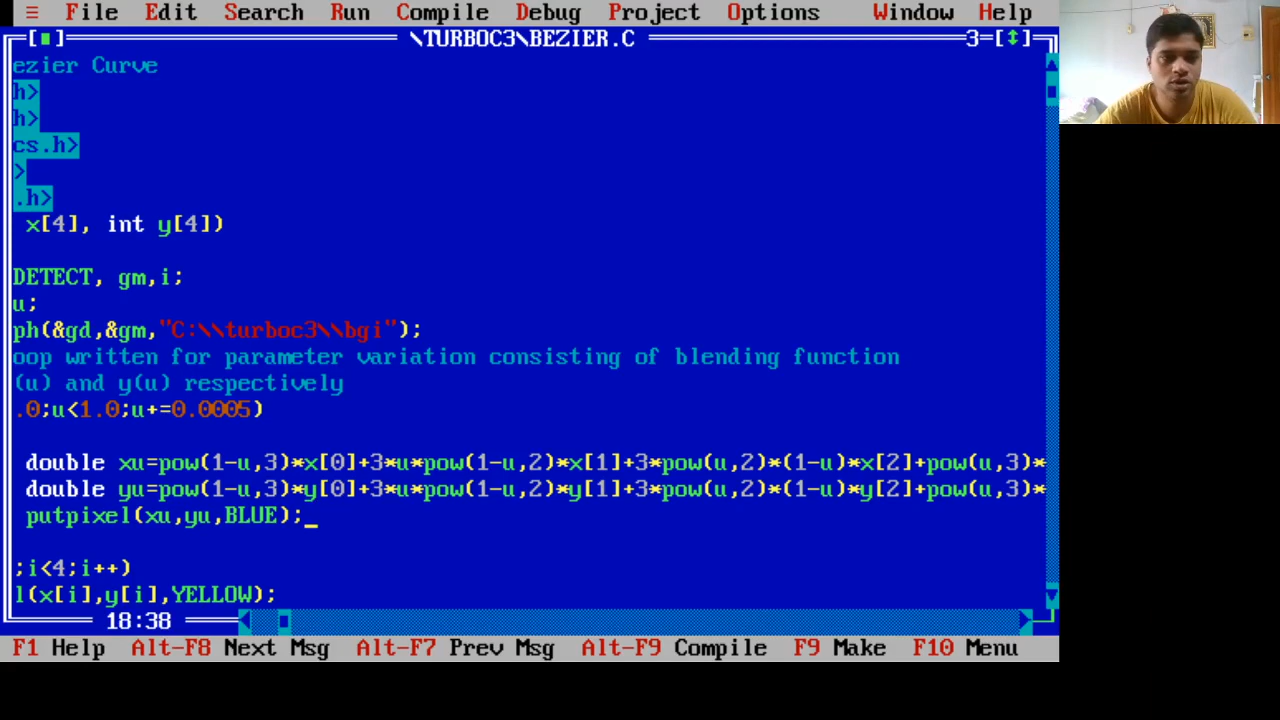 ≡ File Edit Search Run Compile Debug Project Options Window Help
[■] \TURBOC3\BEZIER.C 3=[↕]
ezier Curve
h>
h>
cs.h>
>
.h>
x[4], int y[4])
DETECT, gm,i;
u;
ph(&gd,&gm,"C:\\turboc3\\bgi");
oop written for parameter variation consisting of blending function
(u) and y(u) respectively
.0;u<1.0;u+=0.0005)
double xu=pow(1-u,3)*x[0]+3*u*pow(1-u,2)*x[1]+3*pow(u,2)*(1-u)*x[2]+pow(u,3)*
double yu=pow(1-u,3)*y[0]+3*u*pow(1-u,2)*y[1]+3*pow(u,2)*(1-u)*y[2]+pow(u,3)*
putpixel(xu,yu,BLUE);_
;i<4;i++)
l(x[i],y[i],YELLOW);
18:38
F1 Help Alt-F8 Next Msg Alt-F7 Prev Msg Alt-F9 Compile F9 Make F10 Menu